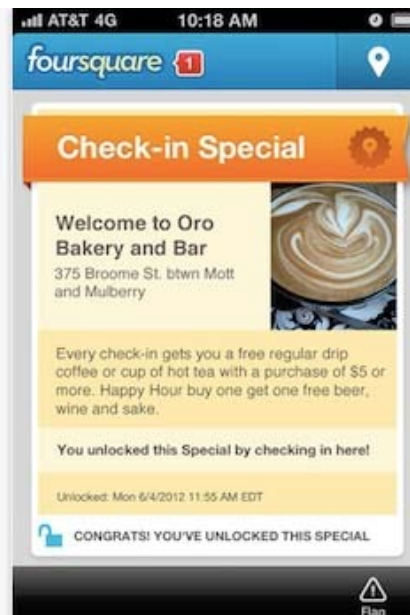 AT&T 4G 10:18 AM
foursquare 1
Check-in Special
Welcome to Oro
Bakery and Bar
375 Broome St. btwn Mott
and Mulberry
Every check-in gets you a free regular drip
coffee or cup of hot tea with a purchase of $5 or
more. Happy Hour buy one get one free beer,
wine and sake.
You unlocked this Special by checking in here!
Unlocked: Mon 6/4/2012 11:55 AM EDT
CONGRATS! YOU'VE UNLOCKED THIS SPECIAL
Flag